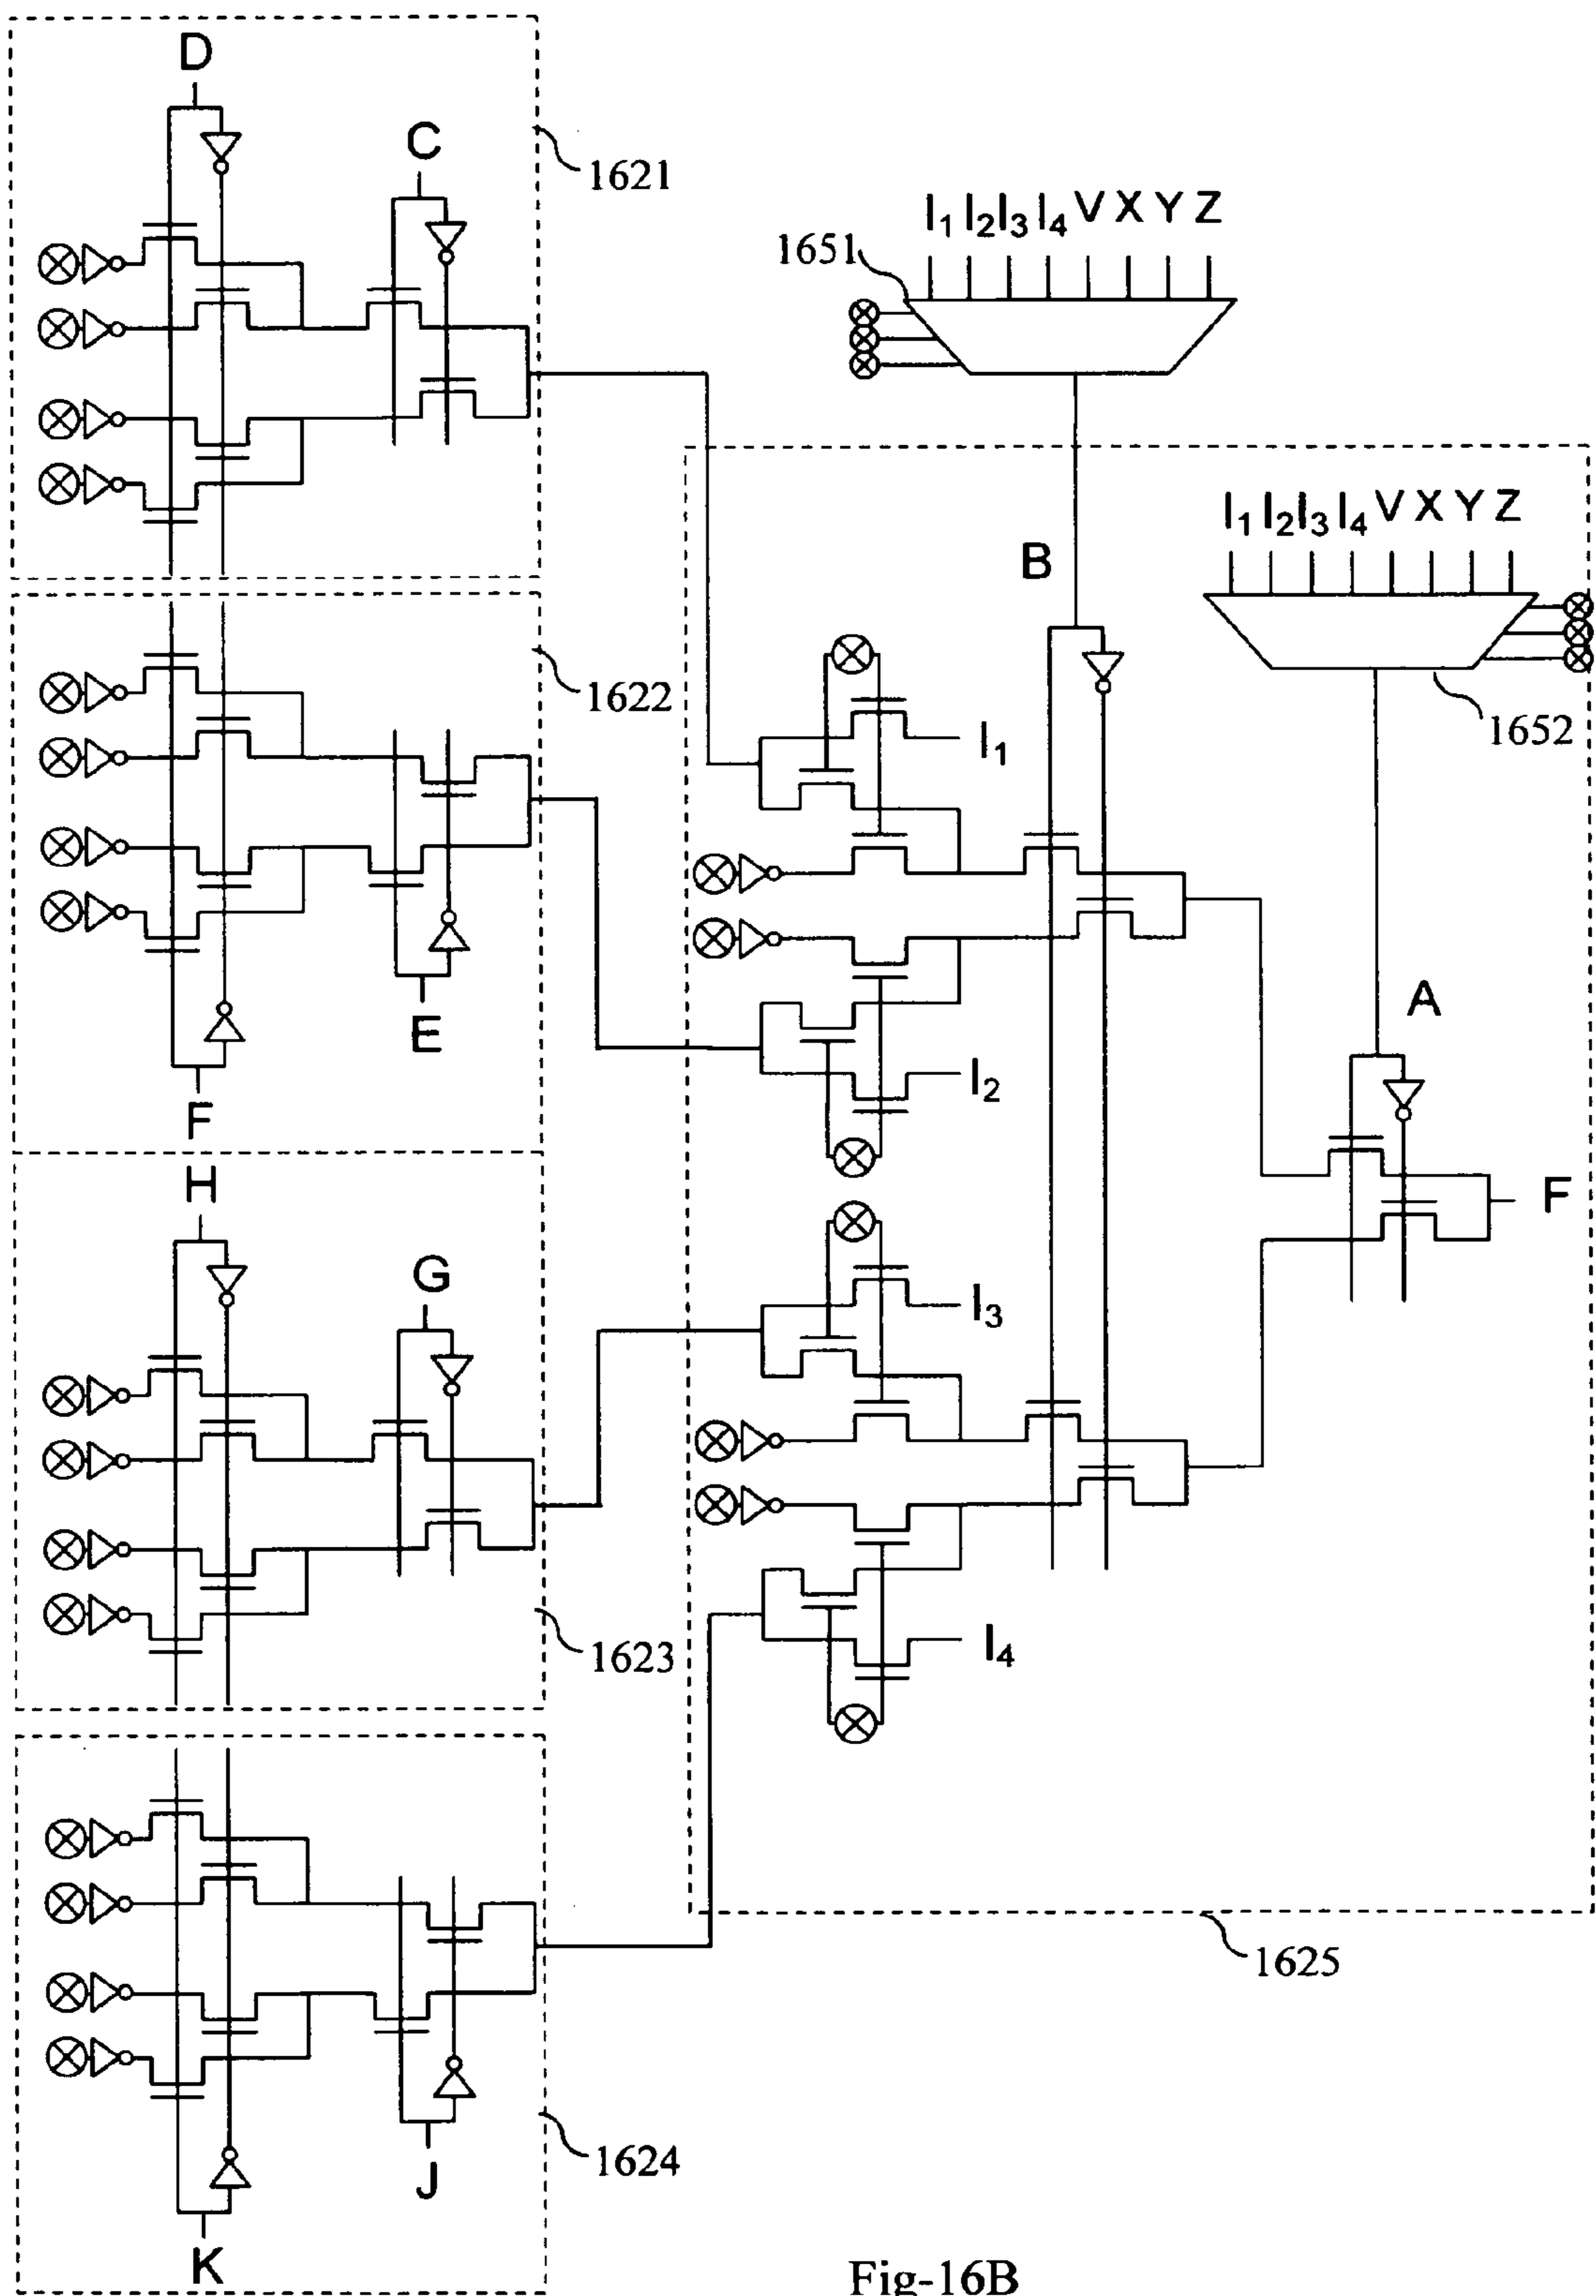 D
C
1621
I₁ I₂ I₃ I₄ V X Y Z
1651
I₁ I₂ I₃ I₄ V X Y Z
B
1622
1652
I₁
A
E
I₂
F
H
F
G
I₃
1623
I₄
1625
1624
J
K
Fig-16B